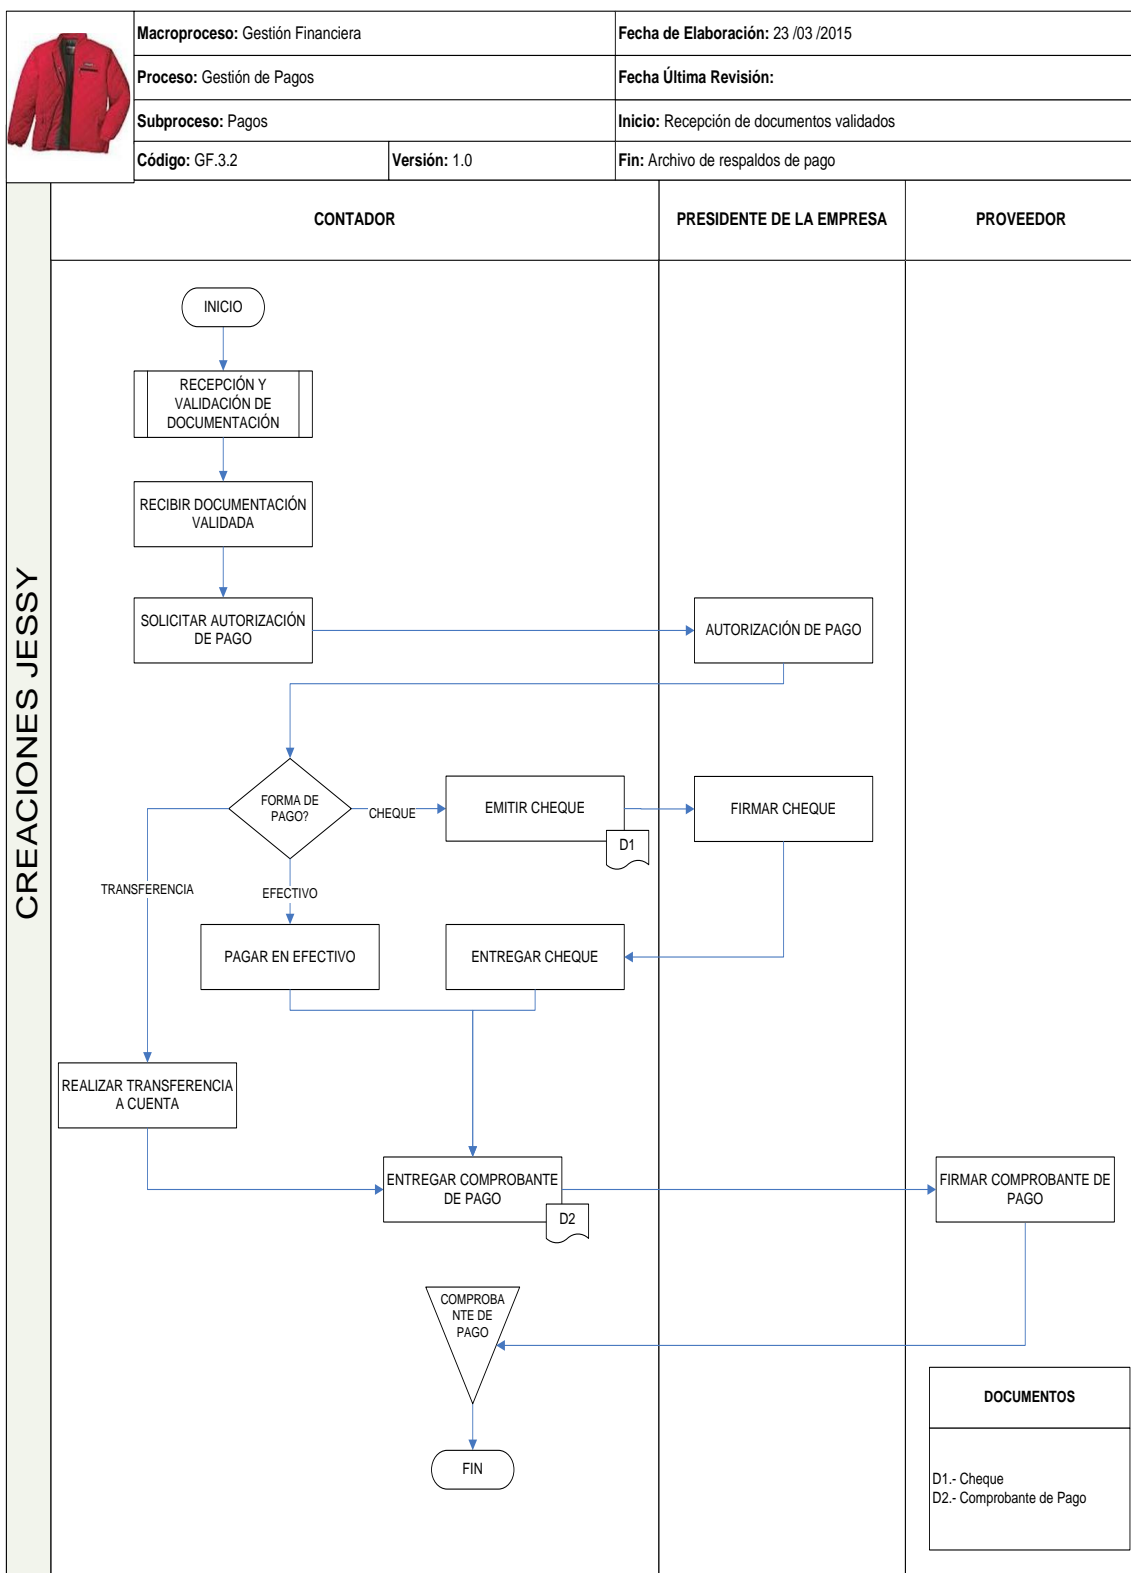 Macroproceso: Gestión Financiera
Fecha de Elaboración: 23 /03 /2015
Proceso: Gestión de Pagos
Fecha Última Revisión:
Subproceso: Pagos
Inicio: Recepción de documentos validados
Código: GF.3.2
Versión: 1.0
Fin: Archivo de respaldos de pago
CREACIONES JESSY
CONTADOR
PRESIDENTE DE LA EMPRESA
PROVEEDOR
INICIO
RECEPCIÓN Y
VALIDACIÓN DE
DOCUMENTACIÓN
RECIBIR DOCUMENTACIÓN
VALIDADA
SOLICITAR AUTORIZACIÓN
DE PAGO
AUTORIZACIÓN DE PAGO
FORMA DE
PAGO?
CHEQUE
EMITIR CHEQUE
D1
FIRMAR CHEQUE
TRANSFERENCIA
EFECTIVO
PAGAR EN EFECTIVO
ENTREGAR CHEQUE
REALIZAR TRANSFERENCIA
A CUENTA
ENTREGAR COMPROBANTE
DE PAGO
D2
FIRMAR COMPROBANTE DE
PAGO
COMPROBA
NTE DE
PAGO
FIN
DOCUMENTOS
D1.- Cheque
D2.- Comprobante de Pago